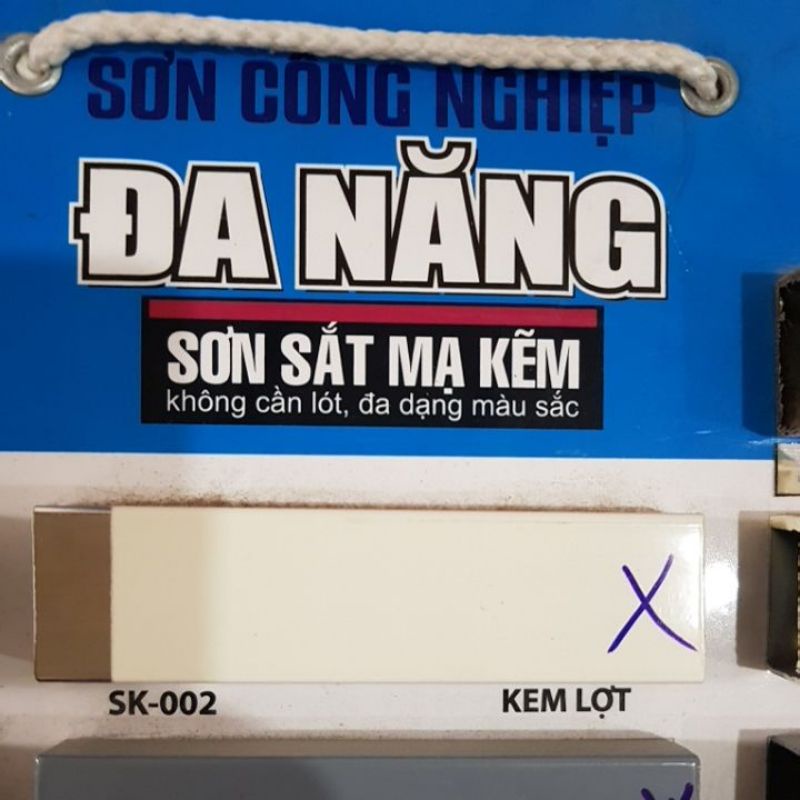 SƠN CÔNG NGHIỆP
ĐA NĂNG
SƠN SẮT MẠ KẼM
không cần lót, đa dạng màu sắc
X
SK-002 KEM LỢT